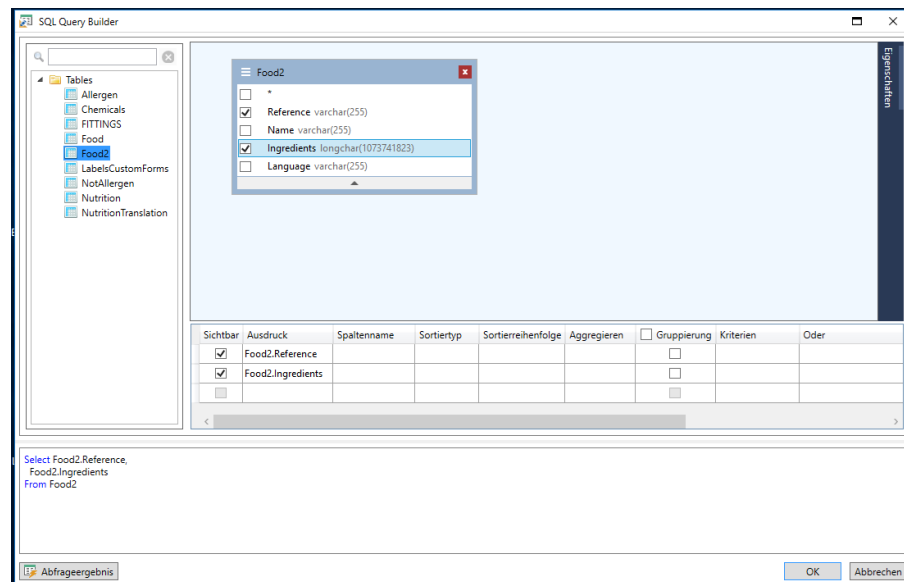 SQL Query Builder
Tables
Allergen
Chemicals
FITTINGS
Food
Food2
LabelsCustomForms
NotAllergen
Nutrition
NutritionTranslation
Food2
*
Reference varchar(255)
Name varchar(255)
Ingredients longchar(1073741823)
Language varchar(255)
Eigenschaften
Sichtbar Ausdruck Spaltenname Sortiertyp Sortierreihenfolge Aggregieren Gruppierung Kriterien Oder
Food2.Reference
Food2.Ingredients
Select Food2.Reference,
Food2.Ingredients
From Food2
Abfrageergebnis OK Abbrechen